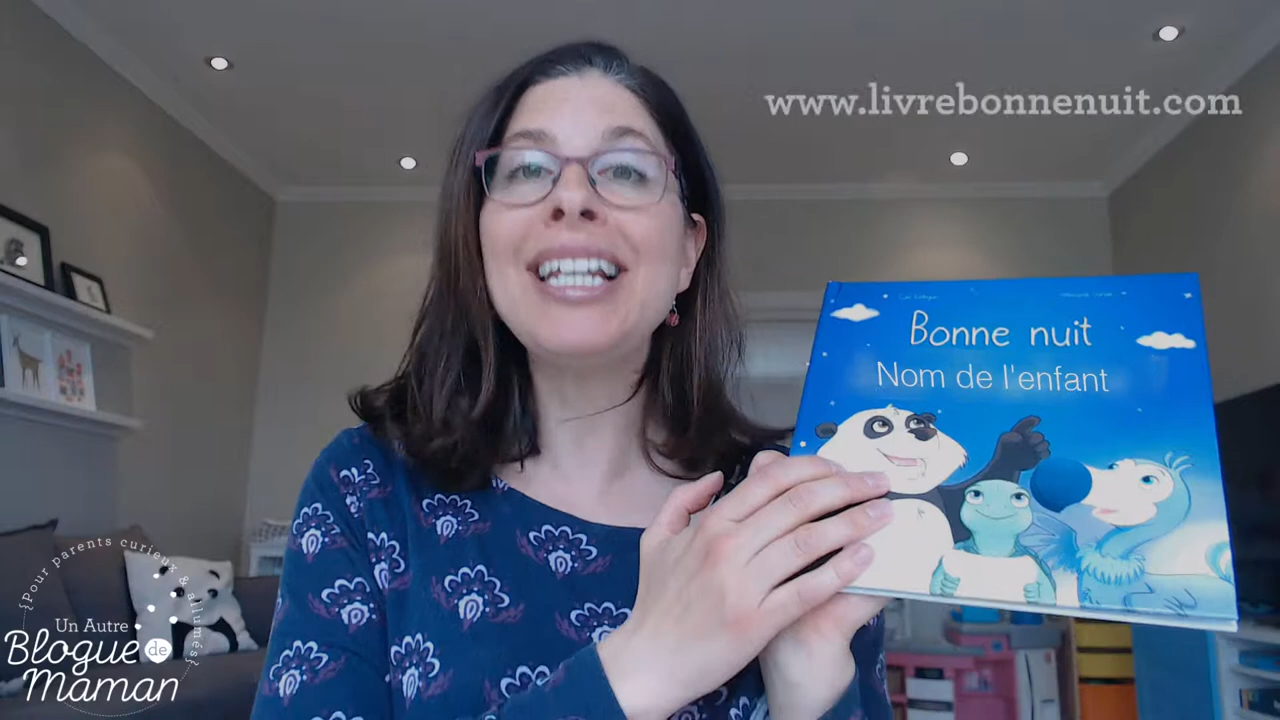 www.livrebonnenuit.com
Bonne nuit
Nom de l'enfant
{Pour parents curieux & allumés}
Un Autre
Blogue de
Maman